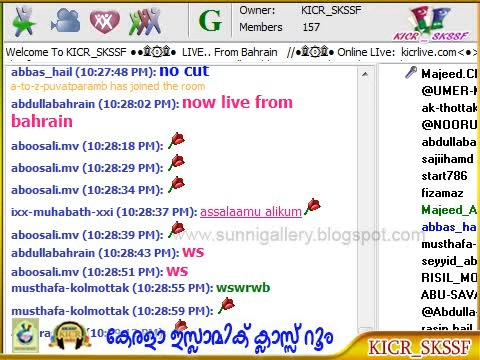 Owner:
Members 157
KICR_SKSSF
Welcome To KICR_SSKF ●●۩۞۩● LIVE.. From Bahrain //●۩۞۩●● Online Live: kicrlive.com<●>
abbas_hail (10:27:48 PM): no cut
a-to-z-puvatparamb has joined the room
abdullabahrain (10:28:02 PM): now live from
bahrain
aboosali.mv (10:28:18 PM):
aboosali.mv (10:28:29 PM):
aboosali.mv (10:28:34 PM):
ixx-muhabath-xxi (10:28:37 PM): assalaamu alikum
aboosali.mv (10:28:39 PM):
www.sunnigallery.blogspot.com
abdullabahrain (10:28:43 PM): ws
aboosali.mv (10:28:51 PM): ws
musthafa-kolmottak (10:28:55 PM): wswrwb
musthafa-kolmottak (10:28:59 PM):
Majeed.C
@UMER-M
ak-thottak
@NOORU
abdullaba
sajiihamd
start786
fizamaz
Majeed_A
abbas_hai
musthafa-
seyyid_ab
RISIL_MO
ABU-SAVA
@Abdulla
rasin_hail
കേരളാ ഇസ്ലാമിക് ക്ലാസ്സ് റൂം
KICR_SKSSF